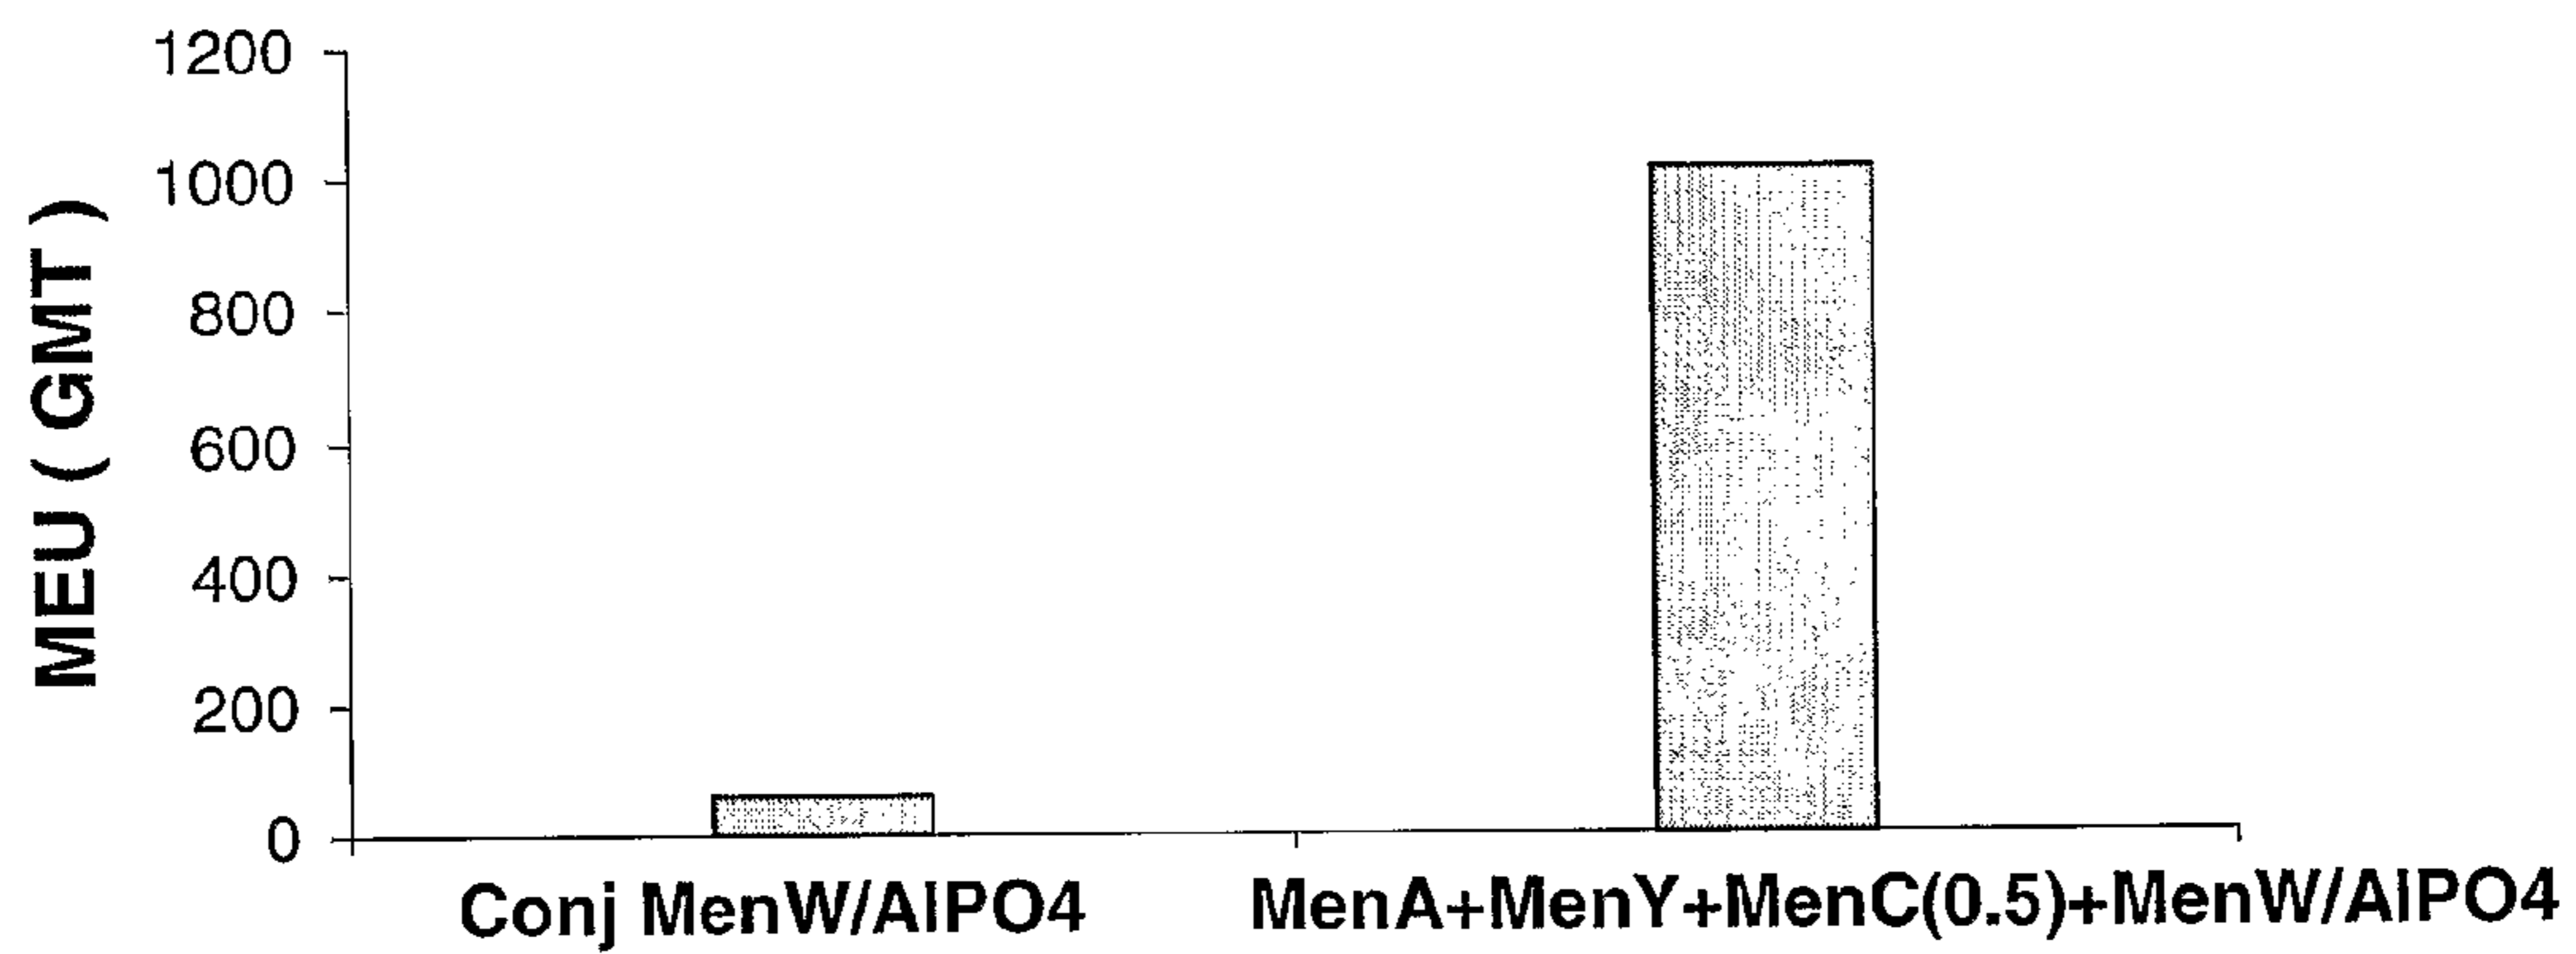 1200
1000
800
600
400
200
0
MEU ( GMT )
Conj MenW/AlPO4
MenA+MenY+MenC(0.5)+MenW/AlPO4